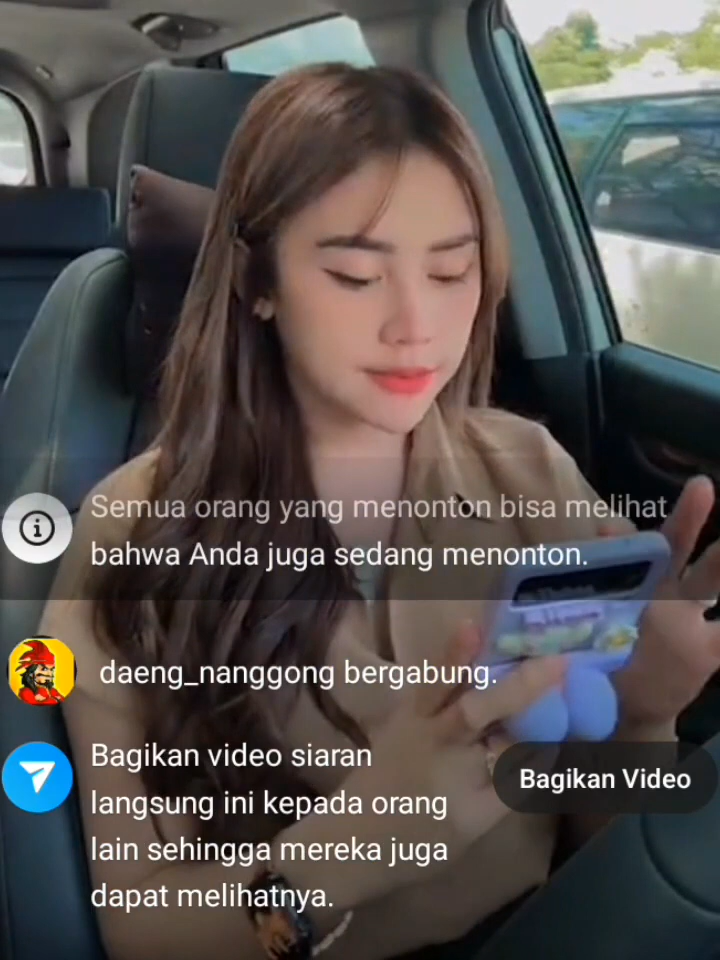 Semua orang yang menonton bisa melihat
bahwa Anda juga sedang menonton.
daeng_nanggong bergabung.
Bagikan video siaran
langsung ini kepada orang
lain sehingga mereka juga
dapat melihatnya.
Bagikan Video